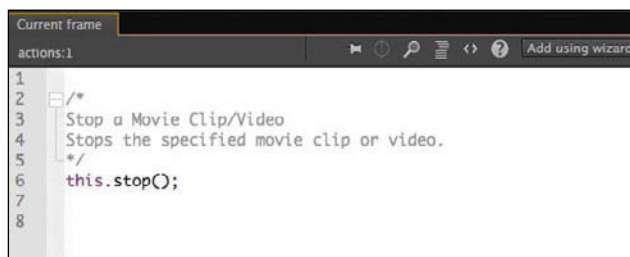 Current frame
actions:1 Add using wizard
1
2 /*
3 Stop a Movie Clip/Video
4 Stops the specified movie clip or video.
5 */
6 this.stop();
7
8